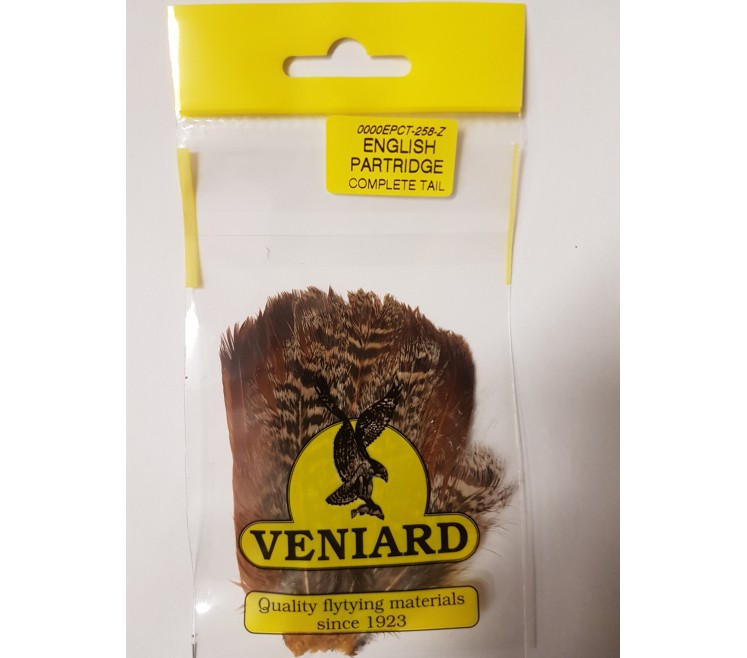 0000EPCT-258-Z
ENGLISH
PARTRIDGE
COMPLETE TAIL
VENIARD
Quality flytying materials
since 1923